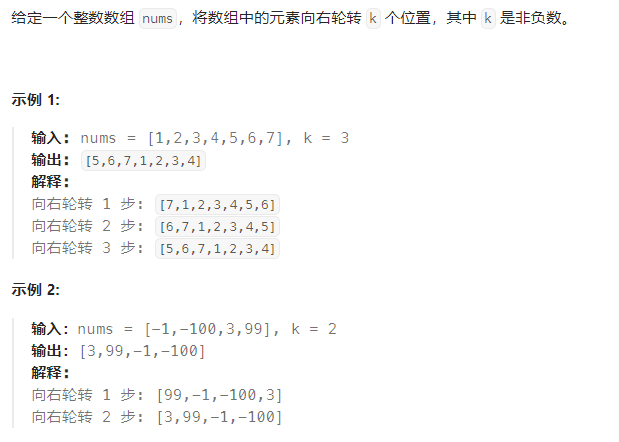 给定一个整数数组 nums，将数组中的元素向右轮转 k 个位置，其中 k 是非负数。
示例 1:
输入: nums = [1,2,3,4,5,6,7], k = 3
输出: [5,6,7,1,2,3,4]
解释:
向右轮转 1 步: [7,1,2,3,4,5,6]
向右轮转 2 步: [6,7,1,2,3,4,5]
向右轮转 3 步: [5,6,7,1,2,3,4]
示例 2:
输入: nums = [-1,-100,3,99], k = 2
输出: [3,99,-1,-100]
解释:
向右轮转 1 步: [99,-1,-100,3]
向右轮转 2 步: [3,99,-1,-100]